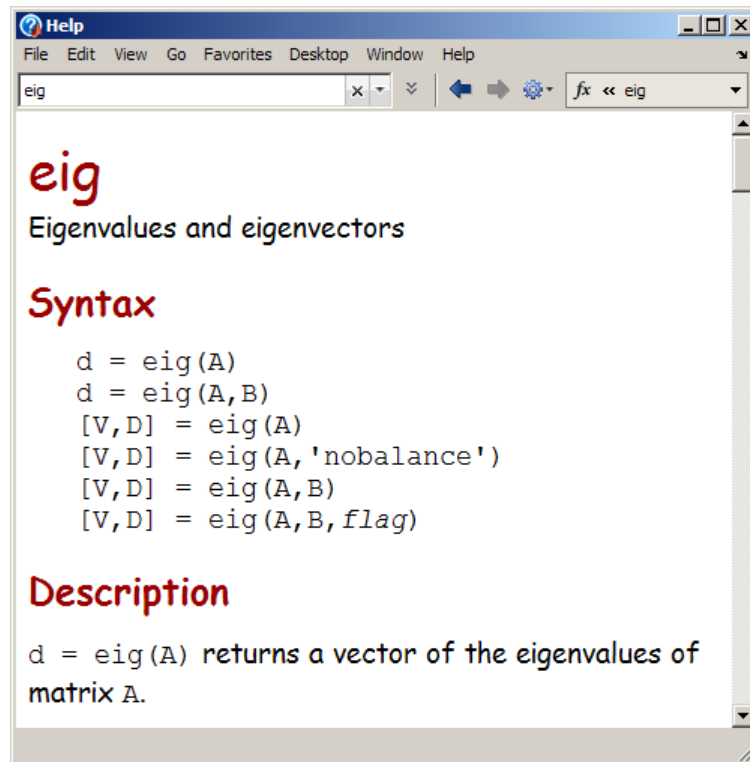 Help
File Edit View Go Favorites Desktop Window Help
eig fx « eig
eig
Eigenvalues and eigenvectors
Syntax
d = eig(A)
d = eig(A,B)
[V,D] = eig(A)
[V,D] = eig(A,'nobalance')
[V,D] = eig(A,B)
[V,D] = eig(A,B,flag)
Description
d = eig(A) returns a vector of the eigenvalues of
matrix A.